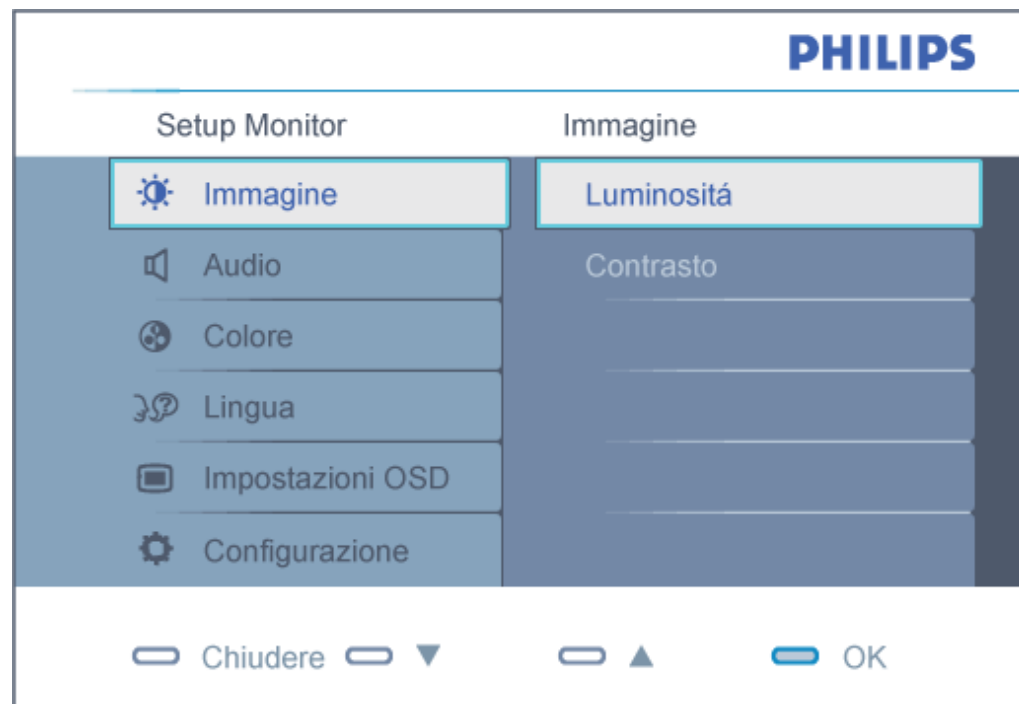 PHILIPS
Setup Monitor Immagine
Immagine Luminositá
Audio Contrasto
Colore
Lingua
Impostazioni OSD
Configurazione
Chiudere ▼ ▲ OK